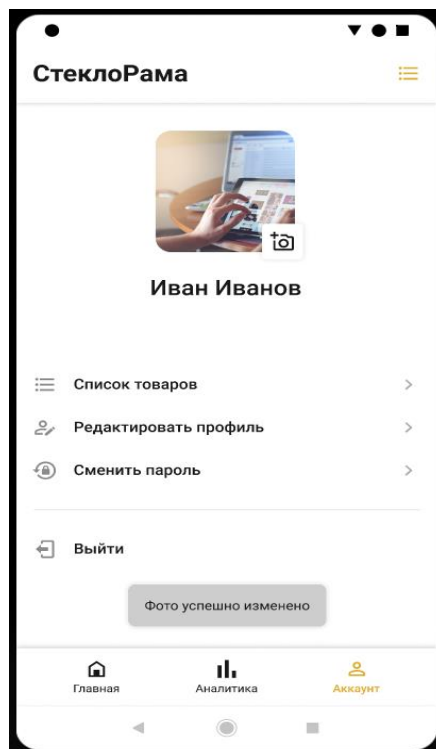 СтеклоРама
Иван Иванов
Список товаров
Редактировать профиль
Сменить пароль
Выйти
Фото успешно изменено
Главная
Аналитика
Аккаунт